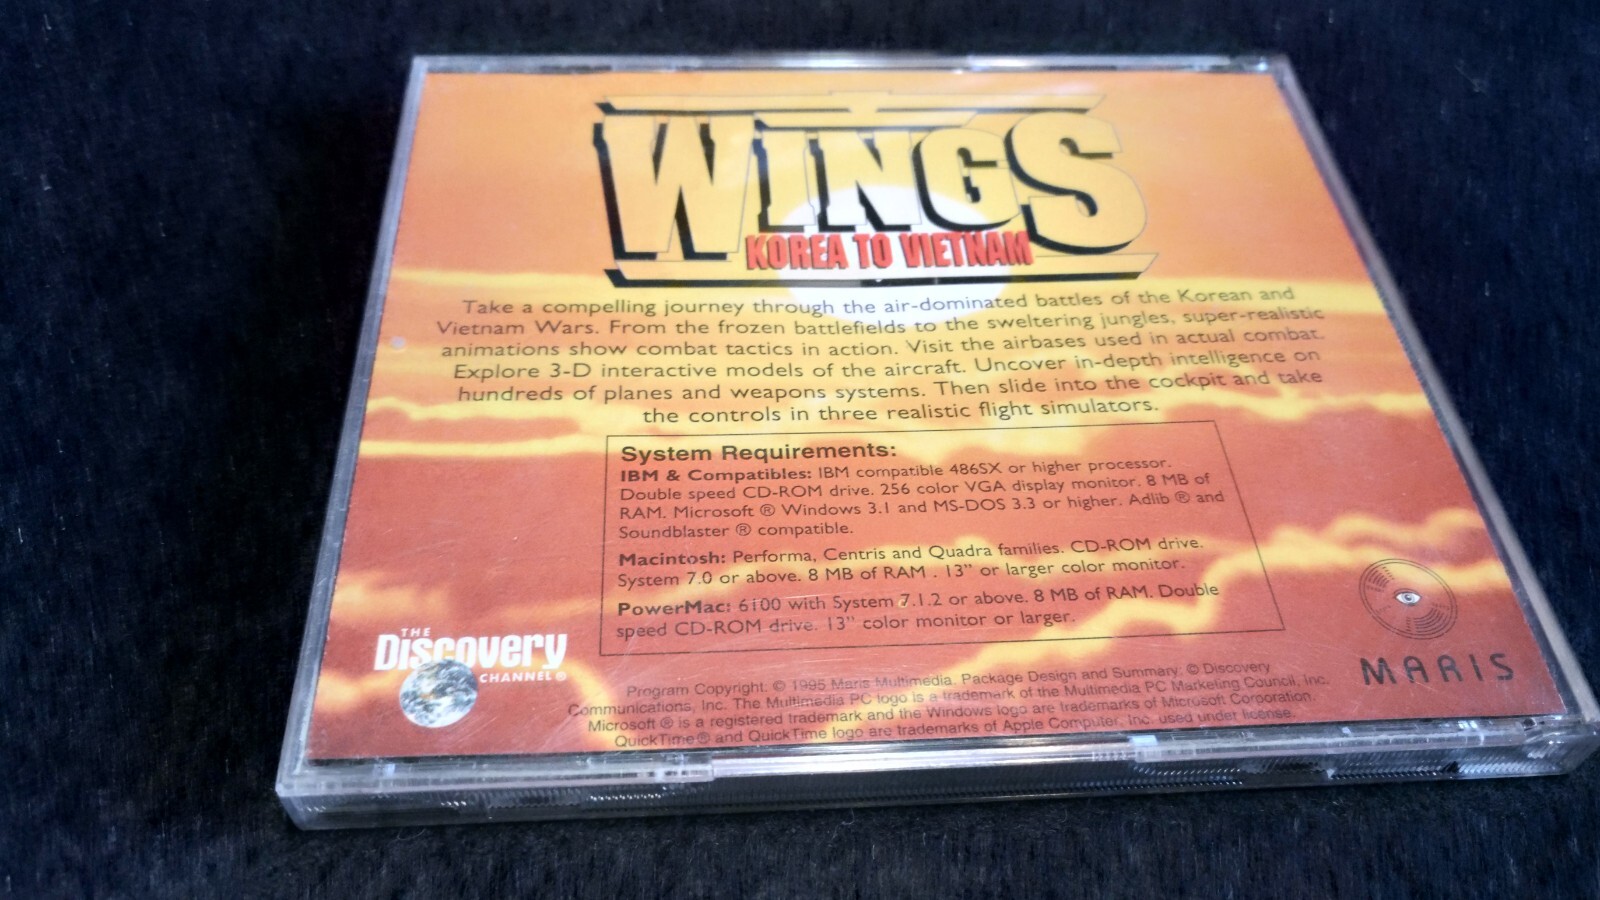 WINGS
KOREA TO VIETNAM
Take a compelling journey through the air-dominated battles of the Korean and
Vietnam Wars. From the frozen battlefields to the sweltering jungles, super-realistic
animations show combat tactics in action. Visit the airbases used in actual combat.
Explore 3-D interactive models of the aircraft. Uncover in-depth intelligence on
hundreds of planes and weapons systems. Then slide into the cockpit and take
the controls in three realistic flight simulators.
System Requirements:
IBM & Compatibles: IBM compatible 486SX or higher processor.
Double speed CD-ROM drive. 256 color VGA display monitor. 8 MB of
RAM. Microsoft ® Windows 3.1 and MS-DOS 3.3 or higher. Adlib ® and
Soundblaster ® compatible.
Macintosh: Performa, Centris and Quadra families. CD-ROM drive.
System 7.0 or above. 8 MB of RAM . 13" or larger color monitor.
PowerMac: 6100 with System 7.1.2 or above. 8 MB of RAM. Double
speed CD-ROM drive. 13" color monitor or larger.
THE
Discovery
CHANNEL®
MARIS
Program Copyright: © 1995 Maris Multimedia. Package Design and Summary: © Discovery
Communications, Inc. The Multimedia PC logo is a trademark of the Multimedia PC Marketing Council, Inc.
Microsoft ® is a registered trademark and the Windows logo are trademarks of Microsoft Corporation.
QuickTime® and QuickTime logo are trademarks of Apple Computer, Inc. used under license.